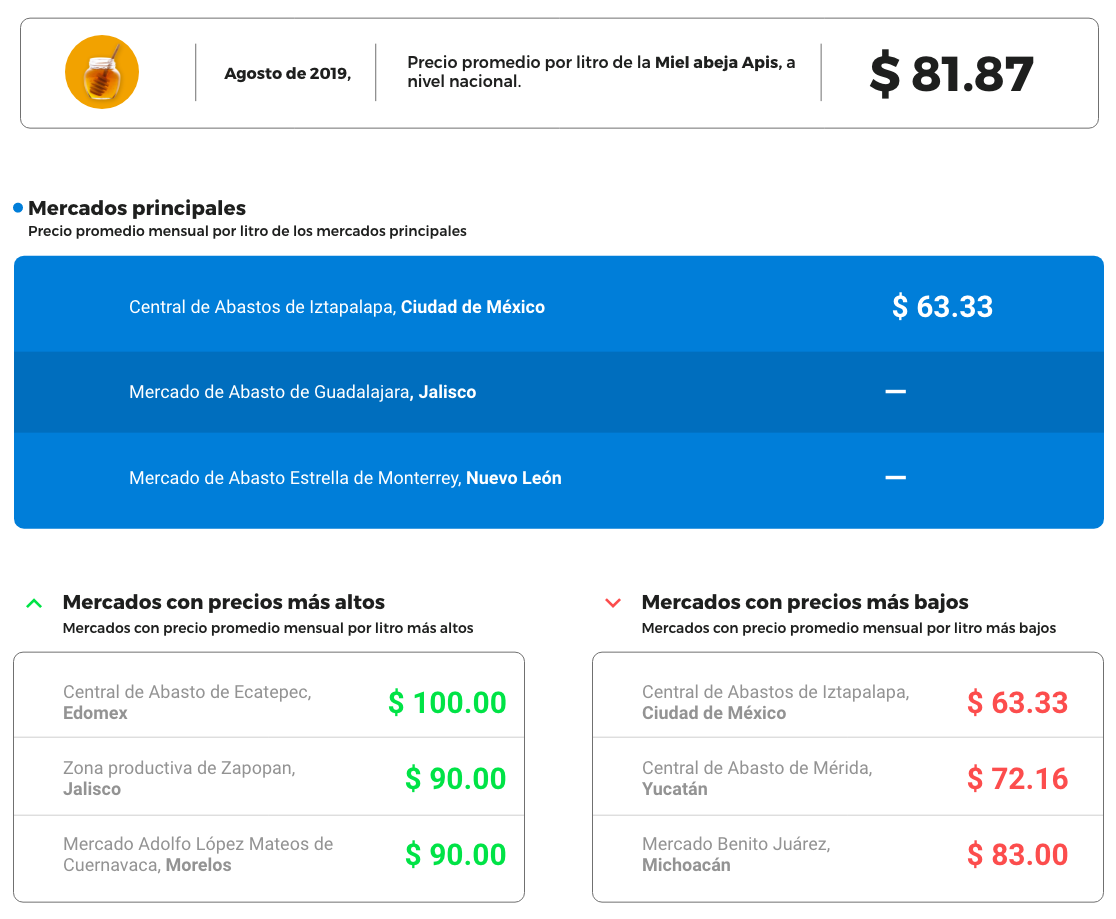 Agosto de 2019,
Precio promedio por litro de la Miel abeja Apis, a
nivel nacional.
$ 81.87
Mercados principales
Precio promedio mensual por litro de los mercados principales
Central de Abastos de Iztapalapa, Ciudad de México
$ 63.33
Mercado de Abasto de Guadalajara, Jalisco
—
Mercado de Abasto Estrella de Monterrey, Nuevo León
—
Mercados con precios más altos
Mercados con precio promedio mensual por litro más altos
Central de Abasto de Ecatepec,
Edomex
$ 100.00
Zona productiva de Zapopan,
Jalisco
$ 90.00
Mercado Adolfo López Mateos de
Cuernavaca, Morelos
$ 90.00
Mercados con precios más bajos
Mercados con precio promedio mensual por litro más bajos
Central de Abastos de Iztapalapa,
Ciudad de México
$ 63.33
Central de Abasto de Mérida,
Yucatán
$ 72.16
Mercado Benito Juárez,
Michoacán
$ 83.00